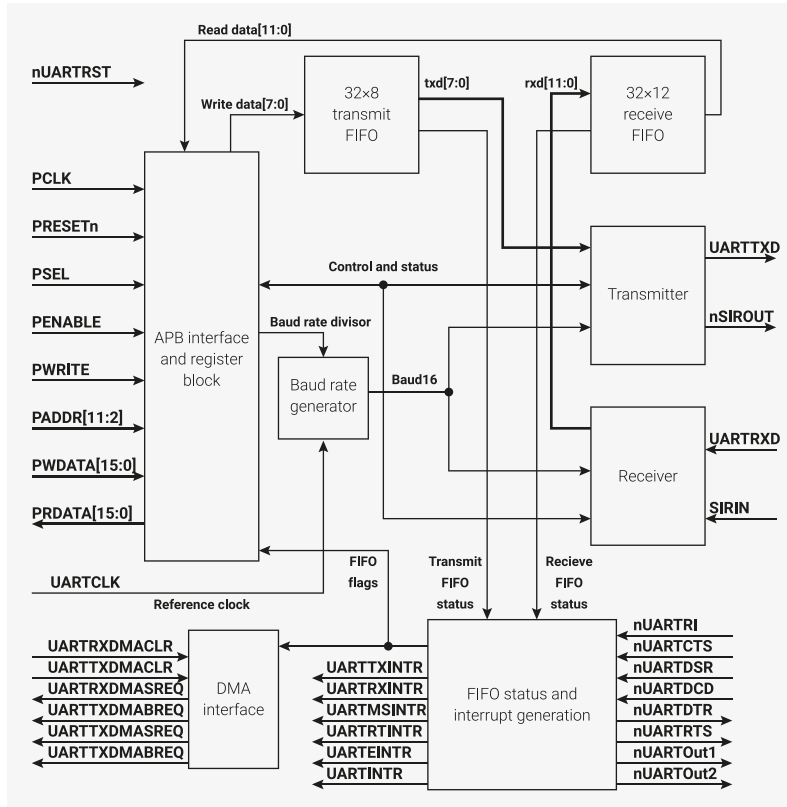 Read data[11:0]
nUARTRST
txd[7:0]
rxd[11:0]
Write data[7:0]
32×8
transmit
FIFO
32×12
receive
FIFO
PCLK
PRESETn
PSEL
PENABLE
PWRITE
PADDR[11:2]
PWDATA[15:0]
PRDATA[15:0]
APB interface
and register
block
Control and status
Baud rate divisor
Baud rate
generator
Baud16
Transmitter
UARTTXD
nSIROUT
Receiver
UARTRXD
SIRIN
UARTCLK
Reference clock
FIFO
flags
Transmit
FIFO
status
Recieve
FIFO
status
UARTRXDMACLR
UARTTXDMACLR
UARTRXDMASREQ
UARTRXDMABREQ
UARTTXDMASREQ
UARTTXDMABREQ
DMA
interface
UARTTXINTR
UARTRXINTR
UARTMSINTR
UARTRTINTR
UARTEINTR
UARTINTR
FIFO status and
interrupt generation
nUARTRI
nUARTCTS
nUARTDSR
nUARTDCD
nUARTDTR
nUARTRTS
nUARTOut1
nUARTOut2